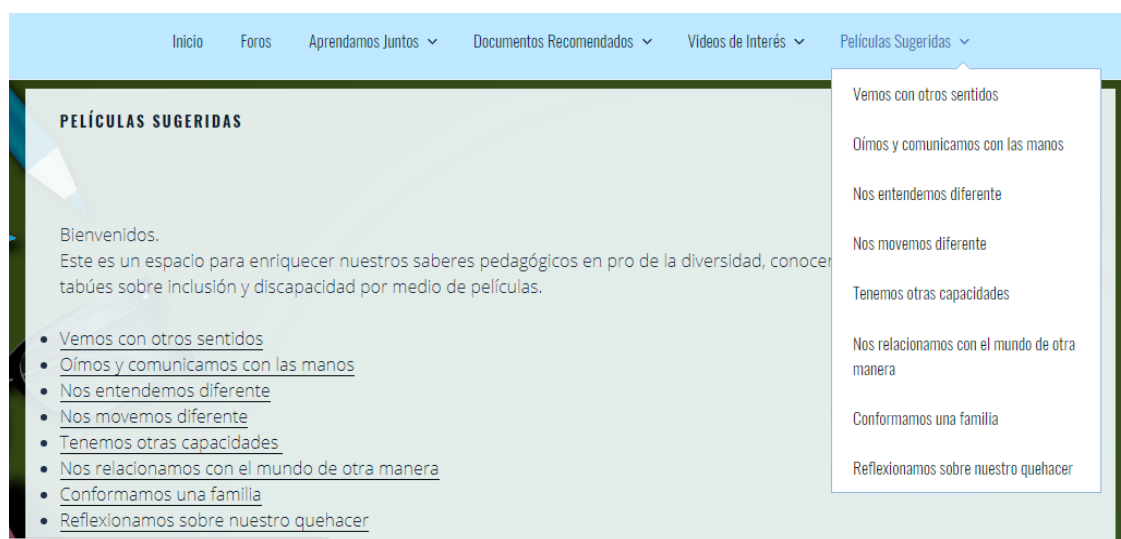 Inicio Foros Aprendamos Juntos Documentos Recomendados Videos de Interés Películas Sugeridas
PELÍCULAS SUGERIDAS
Bienvenidos.
Este es un espacio para enriquecer nuestros saberes pedagógicos en pro de la diversidad, conocer
tabúes sobre inclusión y discapacidad por medio de películas.
Vemos con otros sentidos
Oímos y comunicamos con las manos
Nos entendemos diferente
Nos movemos diferente
Tenemos otras capacidades
Nos relacionamos con el mundo de otra manera
Conformamos una familia
Reflexionamos sobre nuestro quehacer
Vemos con otros sentidos
Oímos y comunicamos con las manos
Nos entendemos diferente
Nos movemos diferente
Tenemos otras capacidades
Nos relacionamos con el mundo de otra
manera
Conformamos una familia
Reflexionamos sobre nuestro quehacer